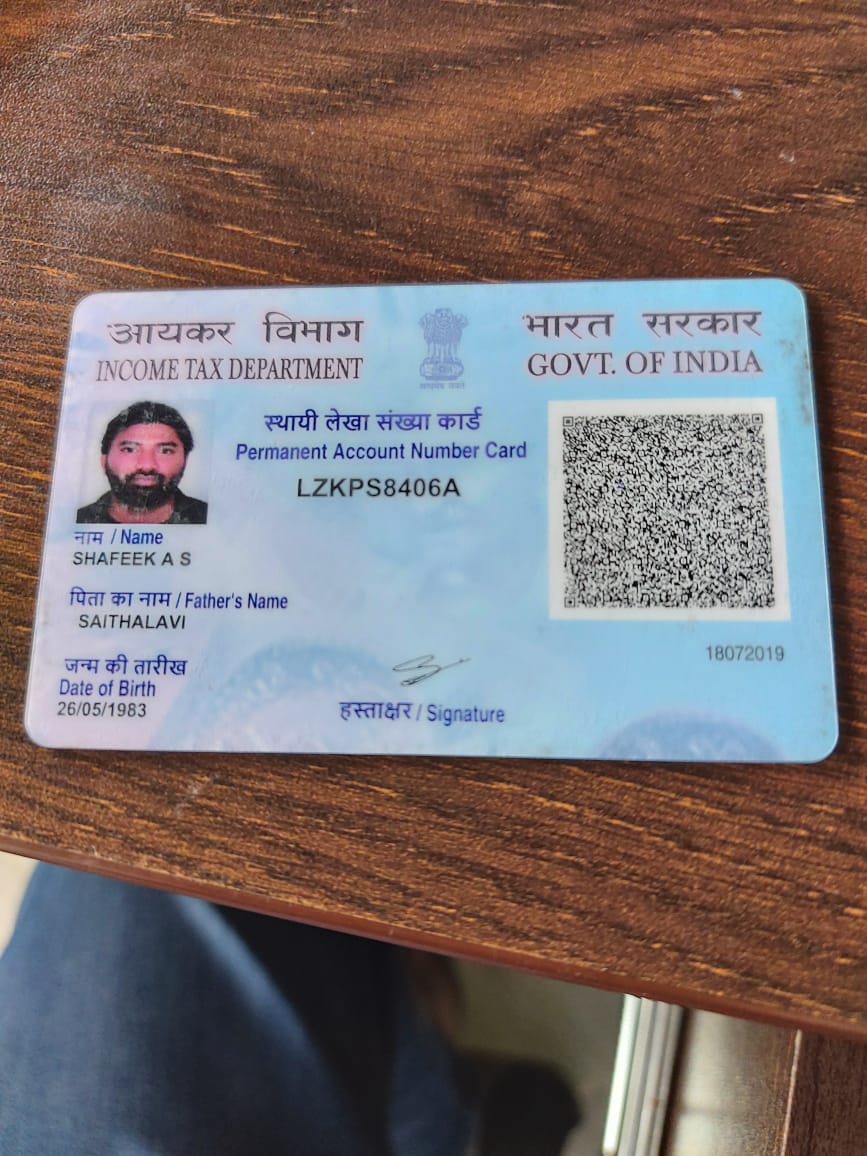 आयकर विभाग
INCOME TAX DEPARTMENT
भारत सरकार
GOVT. OF INDIA
सत्यमेव जयते
स्थायी लेखा संख्या कार्ड
Permanent Account Number Card
LZKPS8406A
नाम / Name
SHAFEEK A S
पिता का नाम / Father's Name
SAITHALAVI
जन्म की तारीख
Date of Birth
26/05/1983
हस्ताक्षर / Signature
18072019